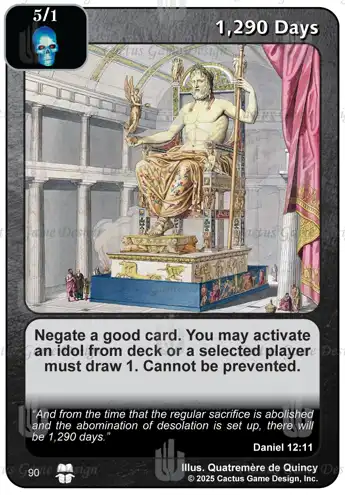 5/1
1,290 Days
Negate a good card. You may activate
an idol from deck or a selected player
must draw 1. Cannot be prevented.
"And from the time that the regular sacrifice is abolished
and the abomination of desolation is set up, there will
be 1,290 days."
Daniel 12:11
90
Illus. Quatremère de Quincy
© 2025 Cactus Game Design, Inc.